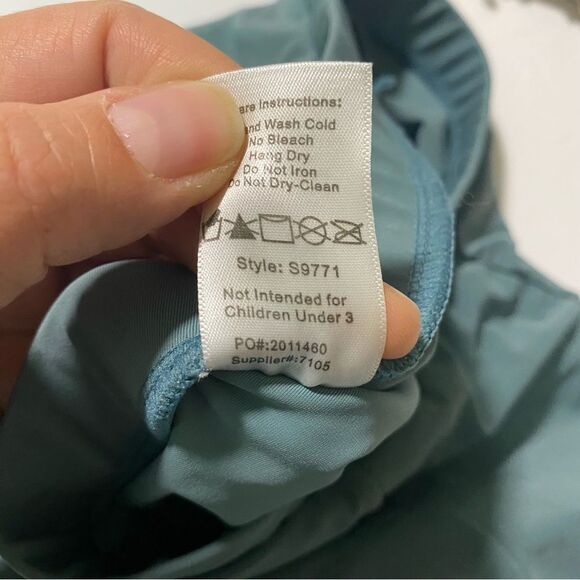 are Instructions:
and Wash Cold
No Bleach
Hang Dry
Do Not Iron
Do Not Dry-Clean
Style: S9771
Not Intended for
Children Under 3
PO#:2011460
Supplier#:7105